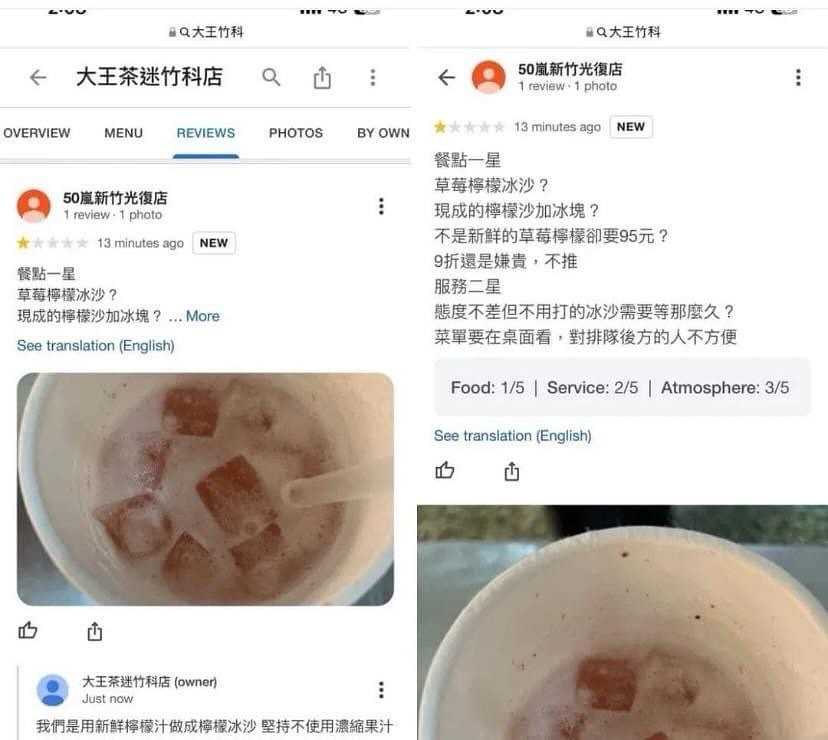 大王竹科
大王茶迷竹科店
OVERVIEW
MENU
REVIEWS
PHOTOS
BY OWN
50嵐新竹光復店
1 review · 1 photo
13 minutes ago
NEW
餐點一星
草莓檸檬冰沙？
現成的檸檬沙加冰塊？ … More
See translation (English)
大王茶迷竹科店 (owner)
Just now
我們是用新鮮檸檬汁做成檸檬冰沙 堅持不使用濃縮果汁
大王竹科
50嵐新竹光復店
1 review · 1 photo
13 minutes ago
NEW
餐點一星
草莓檸檬冰沙？
現成的檸檬沙加冰塊？
不是新鮮的草莓檸檬卻要95元？
9折還是嫌貴，不推
服務二星
態度不差但不用打的冰沙需要等那麼久？
菜單要在桌面看，對排隊後方的人不方便
Food: 1/5 | Service: 2/5 | Atmosphere: 3/5
See translation (English)